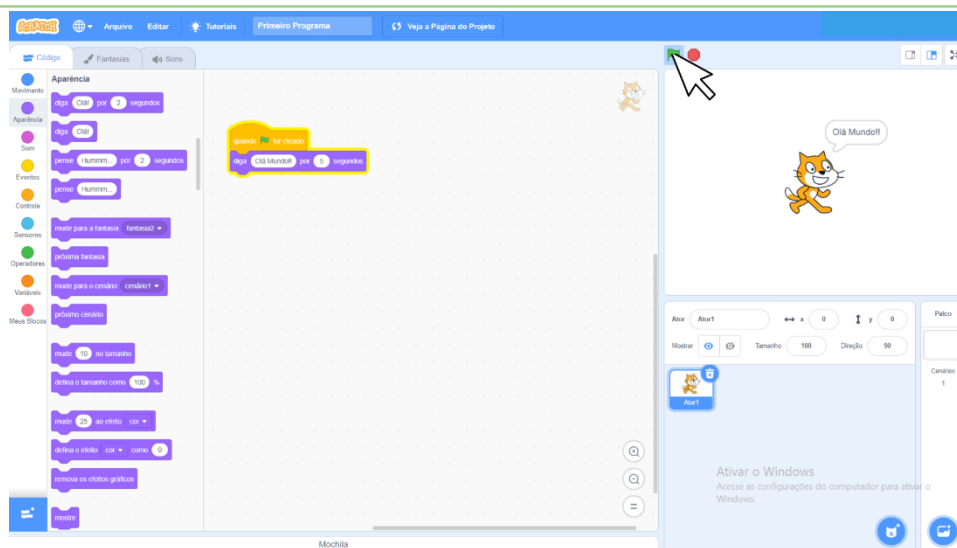 SCRATCH
Arquivo
Editar
Tutoriais
Primeiro Programa
Veja a Página do Projeto
Código
Fantasias
Sons
Movimento
Aparência
Som
Eventos
Controle
Sensores
Operadores
Variáveis
Meus Blocos
Aparência
diga Olá! por 2 segundos
diga Olá!
pense Hummm... por 2 segundos
pense Hummm...
mude para a fantasia fantasia2
próxima fantasia
mude para o cenário cenário1
próximo cenário
mude 10 no tamanho
defina o tamanho como 100 %
mude 25 ao efeito cor
defina o efeito cor como 0
remova os efeitos gráficos
mostre
quando for clicado
diga Olá Mundo!! por 5 segundos
Olá Mundo!!
Ator Ator1 x 0 y 0
Mostrar Tamanho 100 Direção 90
Ator1
Palco
Cenários
1
Ativar o Windows
Acesse as configurações do computador para ativar o
Windows.
Mochila